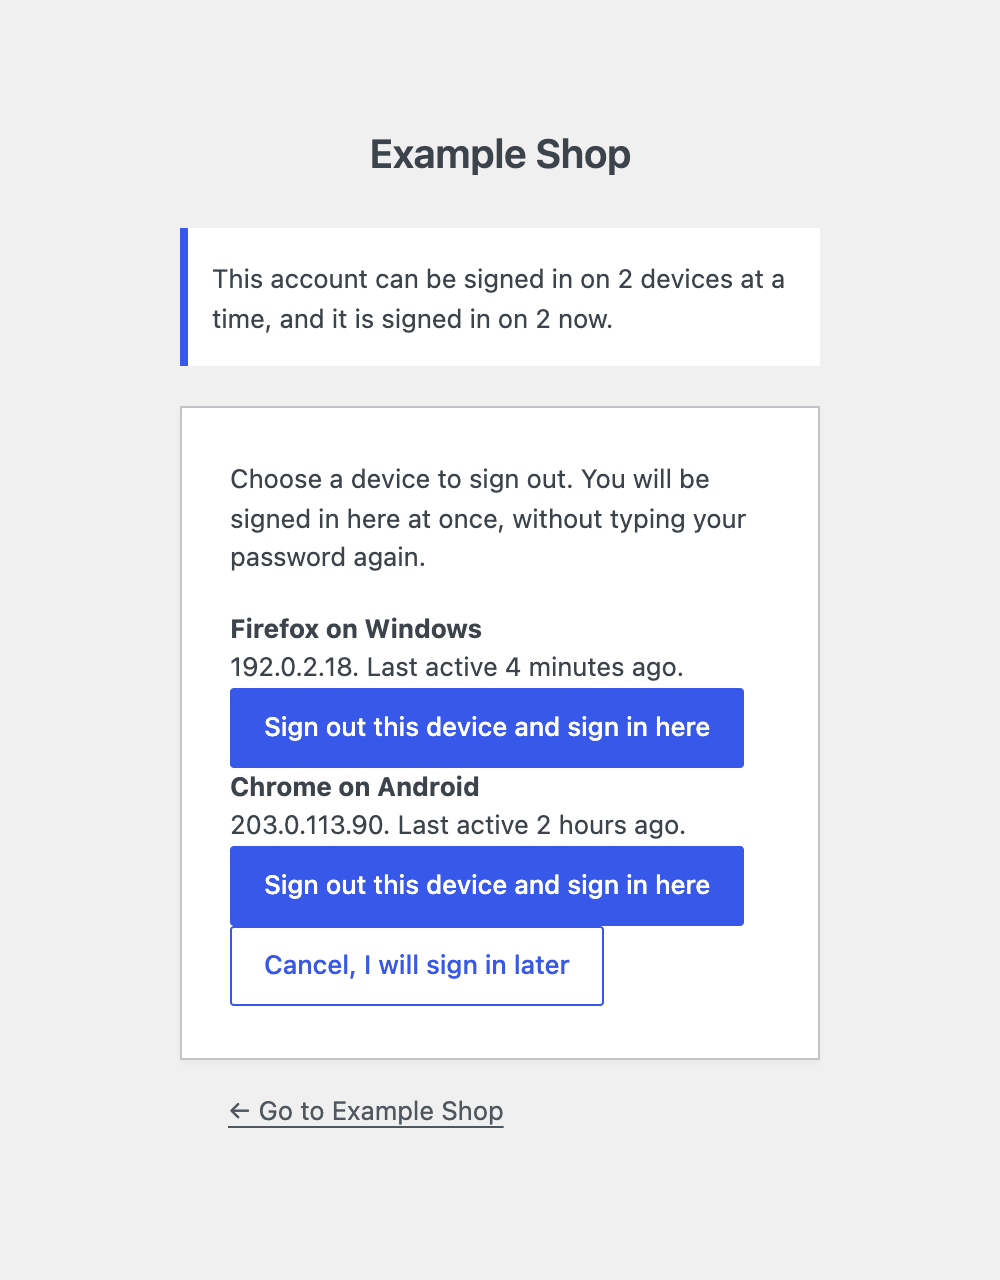 Example Shop
This account can be signed in on 2 devices at a
time, and it is signed in on 2 now.
Choose a device to sign out. You will be
signed in here at once, without typing your
password again.
Firefox on Windows
192.0.2.18. Last active 4 minutes ago.
Sign out this device and sign in here
Chrome on Android
203.0.113.90. Last active 2 hours ago.
Sign out this device and sign in here
Cancel, I will sign in later
← Go to Example Shop